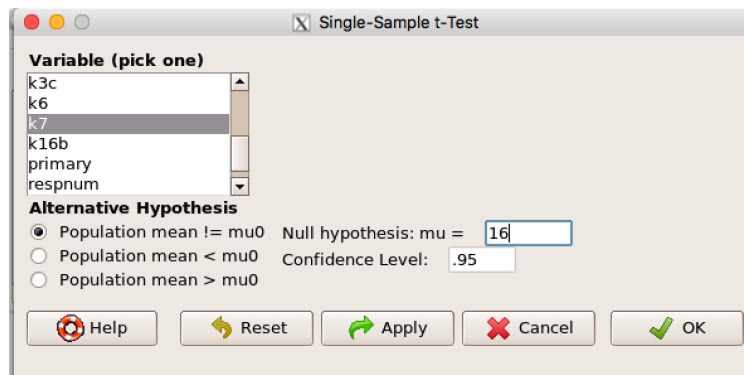 Single-Sample t-Test
Variable (pick one)
k3c
k6
k7
k16b
primary
respnum
Alternative Hypothesis
Population mean != mu0 Null hypothesis: mu = 16
Population mean < mu0 Confidence Level: .95
Population mean > mu0
Help Reset Apply Cancel OK